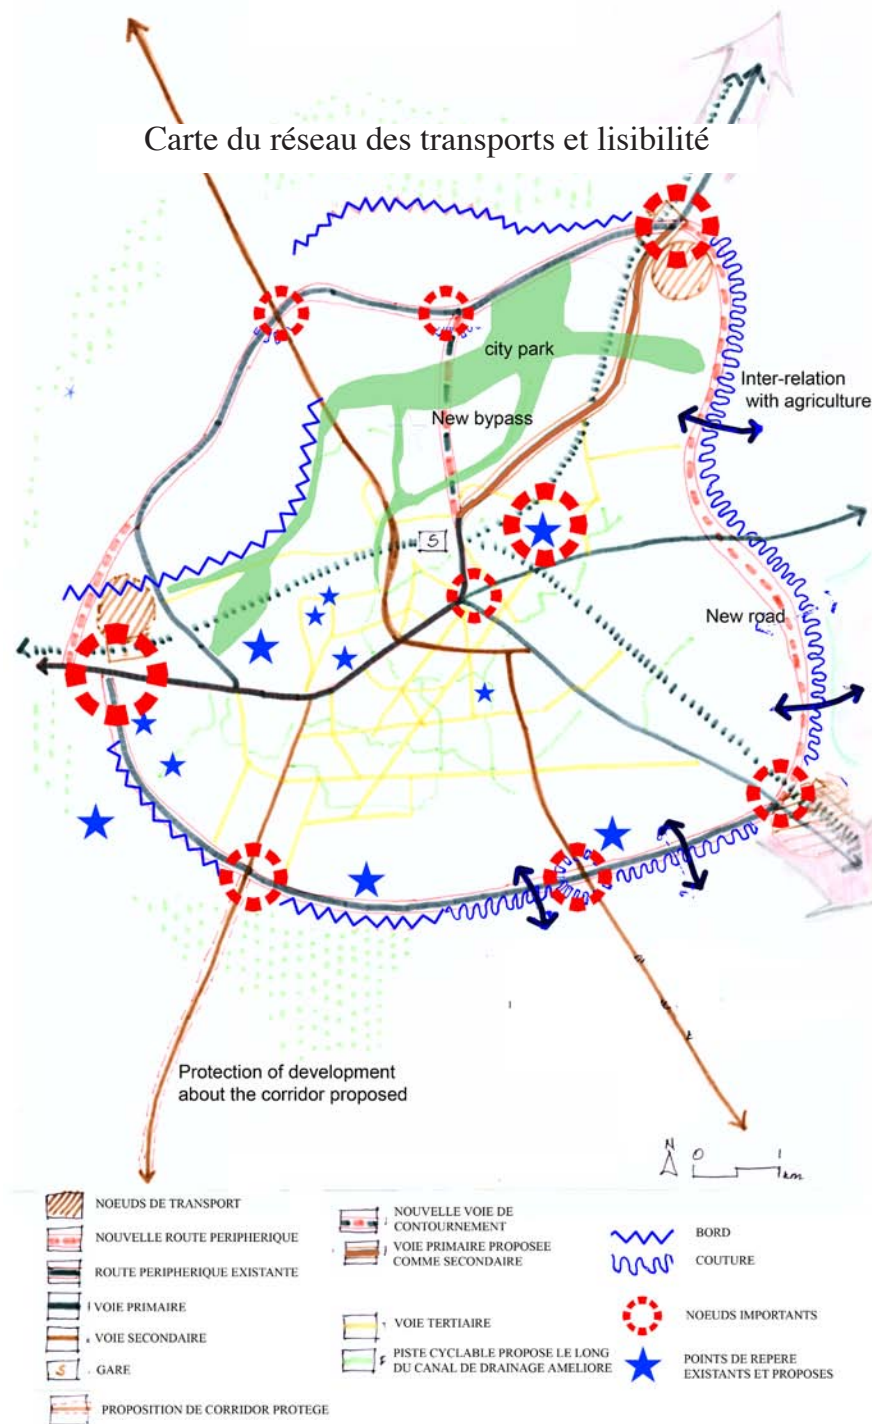 Carte du réseau des transports et lisibilité
city park
Inter-relation
with agriculture
New bypass
S
New road
Protection of development
about the corridor proposed
N
0 1
km
NOEUDS DE TRANSPORT
NOUVELLE ROUTE PERIPHERIQUE
ROUTE PERIPHERIQUE EXISTANTE
VOIE PRIMAIRE
VOIE SECONDAIRE
S GARE
PROPOSITION DE CORRIDOR PROTEGE
NOUVELLE VOIE DE
CONTOURNEMENT
VOIE PRIMAIRE PROPOSEE
COMME SECONDAIRE
VOIE TERTIAIRE
PISTE CYCLABLE PROPOSE LE LONG
DU CANAL DE DRAINAGE AMELIORE
BORD
COUTURE
NOEUDS IMPORTANTS
POINTS DE REPERE
EXISTANTS ET PROPOSES